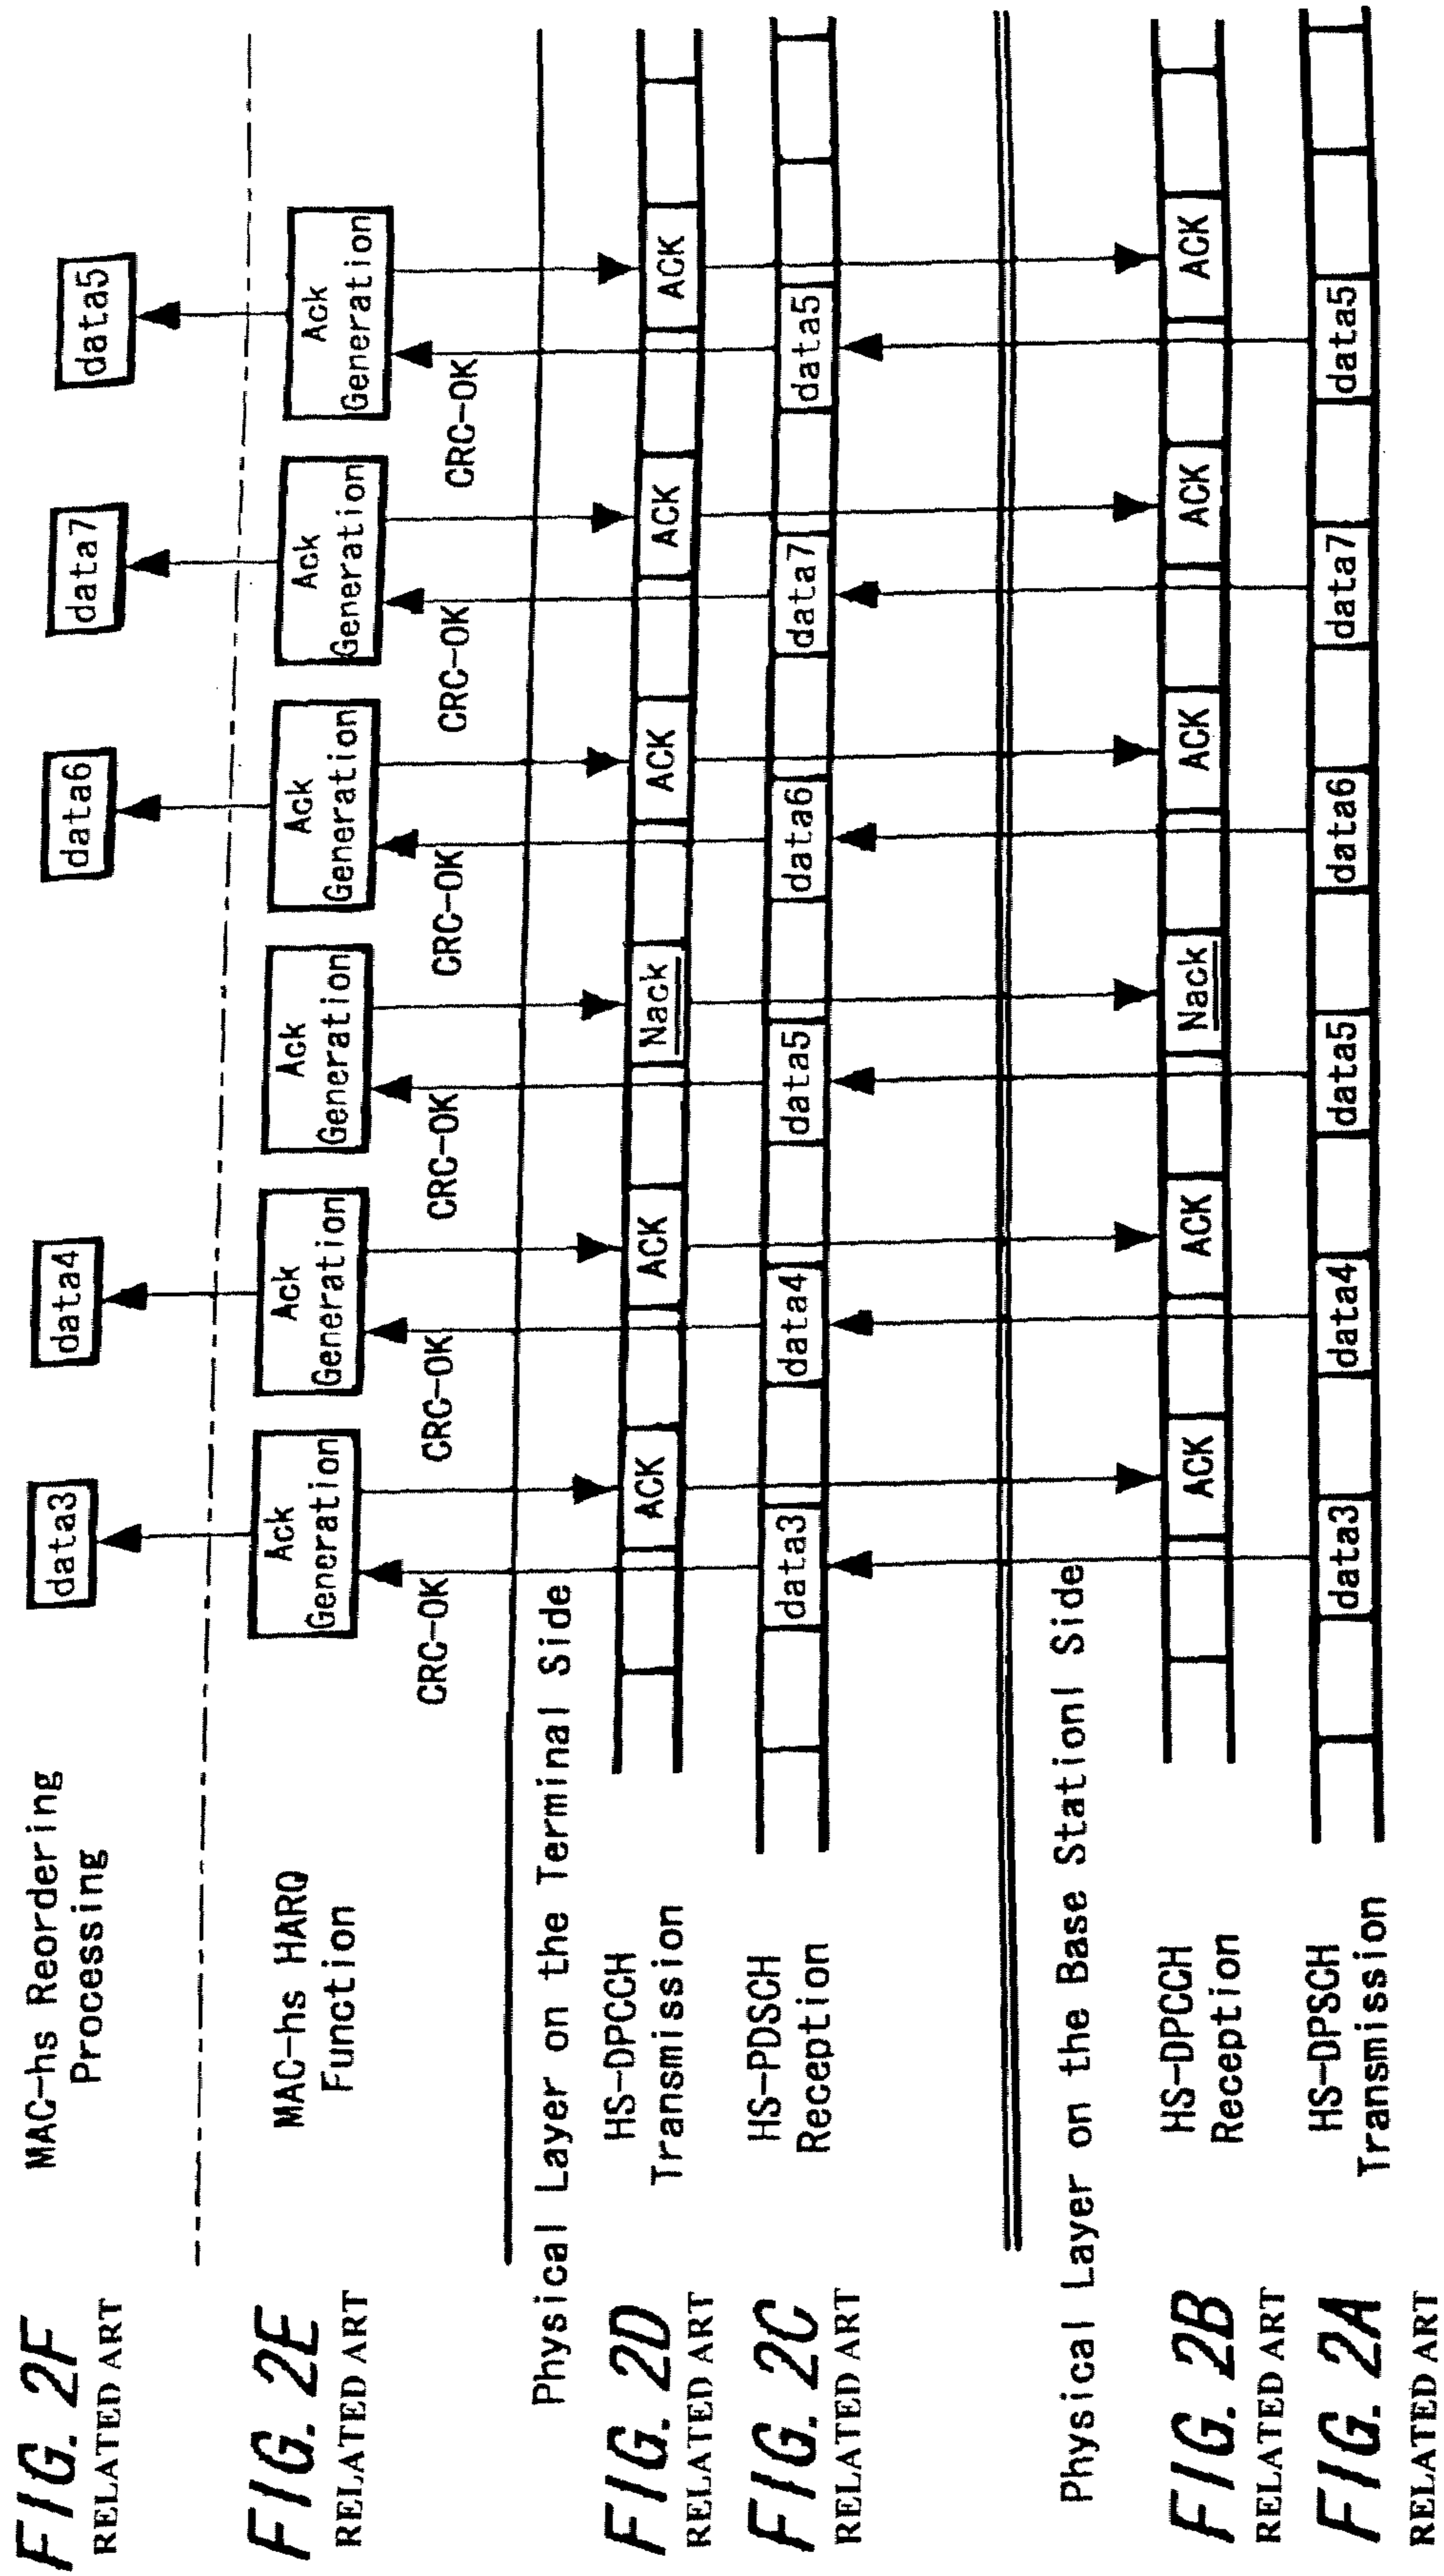 FIG. 2F
RELATED ART
MAC-hs Reordering
Processing
data3
data4
data6
data7
data5
FIG. 2E
RELATED ART
MAC-hs HARQ
Function
Ack
Generation
Ack
Generation
Ack
Generation
Ack
Generation
Ack
Generation
Ack
Generation
CRC-OK
CRC-OK
CRC-OK
CRC-OK
CRC-OK
CRC-OK
Physical Layer on the Terminal Side
FIG. 2D
RELATED ART
HS-DPCCH
Transmission
ACK
ACK
Nack
ACK
ACK
ACK
FIG. 2C
RELATED ART
HS-PDSCH
Reception
data3
data4
data5
data6
data7
data5
Physical Layer on the Base Stationl Side
FIG. 2B
RELATED ART
HS-DPCCH
Reception
ACK
ACK
Nack
ACK
ACK
ACK
FIG. 2A
RELATED ART
HS-DPSCH
Transmission
data3
data4
data5
data6
data7
data5